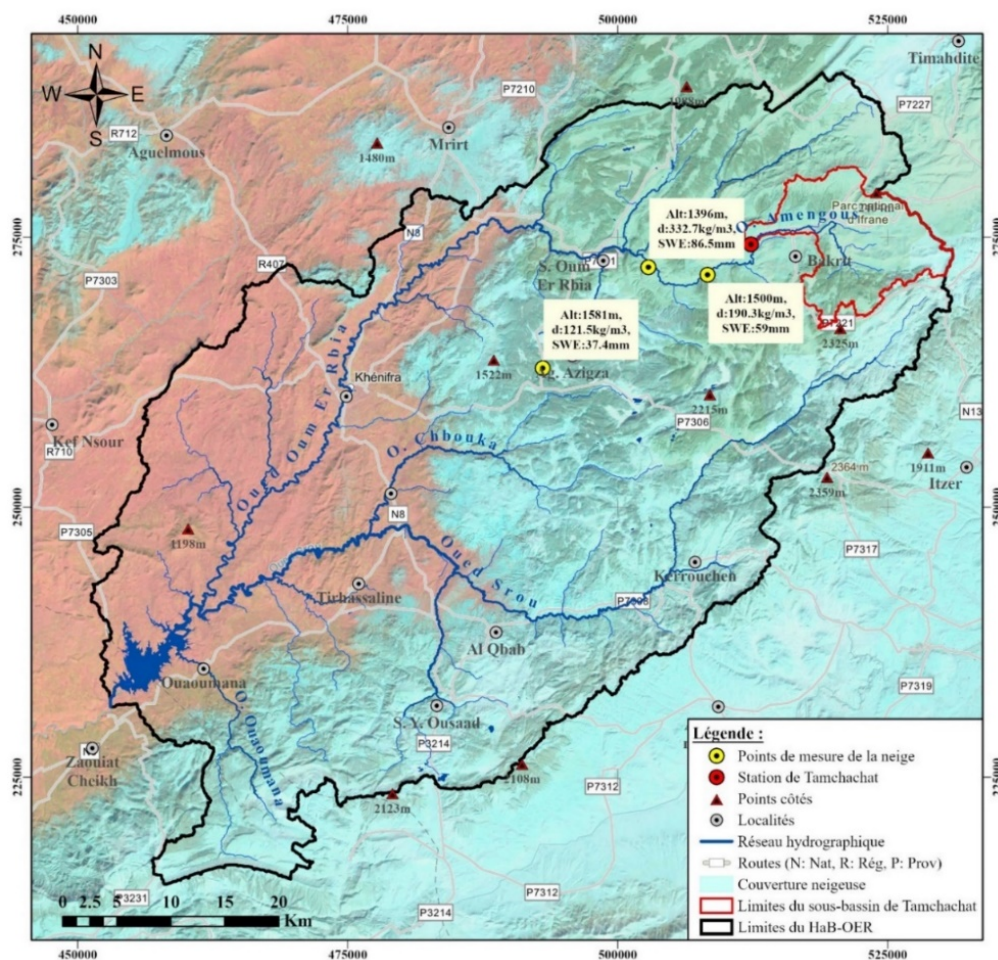 450000
475000
500000
525000
N
W
E
S
Timahdite
P7210
P7227
R712
Aguelmous
Mrirt
1480m
275000
275000
N8
Alt:1396m,
d:332.7kg/m3,
SWE:86.5mm
O. Amengous
Parc national
d'Ifrane
R407
P7303
S. Oum
Er Rbia
Bakrit
Alt:1581m,
d:121.5kg/m3,
SWE:37.4mm
Alt:1500m,
d:190.3kg/m3,
SWE:59mm
2325m
1522m
Ag. Azigza
Khénifra
2215m
P7306
N13
Kef Nsour
R710
Oued Oum Er Rbia
O. Chbouka
2364 m
2359m
1911m
Itzer
250000
250000
P7305
1198m
N8
Oued Srou
P7317
Kerrouchen
Tirhassaline
Al Qbab
Ouaoumana
O. Ouaoumana
P7319
S. Y. Ousaad
P3214
Zaouiat
Cheikh
225000
225000
2108m
2123m
P7312
P7312
P3231
P3214
0 2.5 5 10 15 20
Km
Légende :
Points de mesure de la neige
Station de Tamchachat
Points côtés
Localités
Réseau hydrographique
Routes (N: Nat, R: Rég, P: Prov)
Couverture neigeuse
Limites du sous-bassin de Tamchachat
Limites du HaB-OER
450000
475000
500000
525000